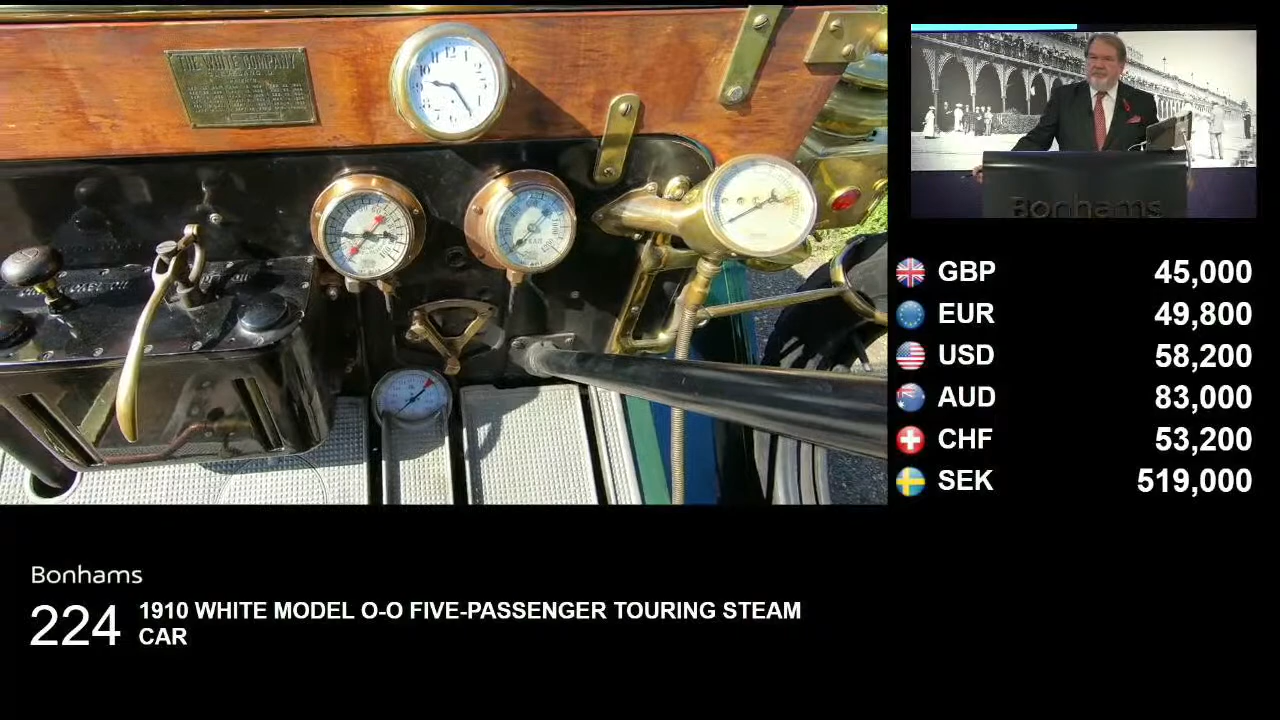 THE WHITE COMPANY
Bonhams
GBP 45,000
EUR 49,800
USD 58,200
AUD 83,000
CHF 53,200
SEK 519,000
Bonhams
224
1910 WHITE MODEL O-O FIVE-PASSENGER TOURING STEAM
CAR